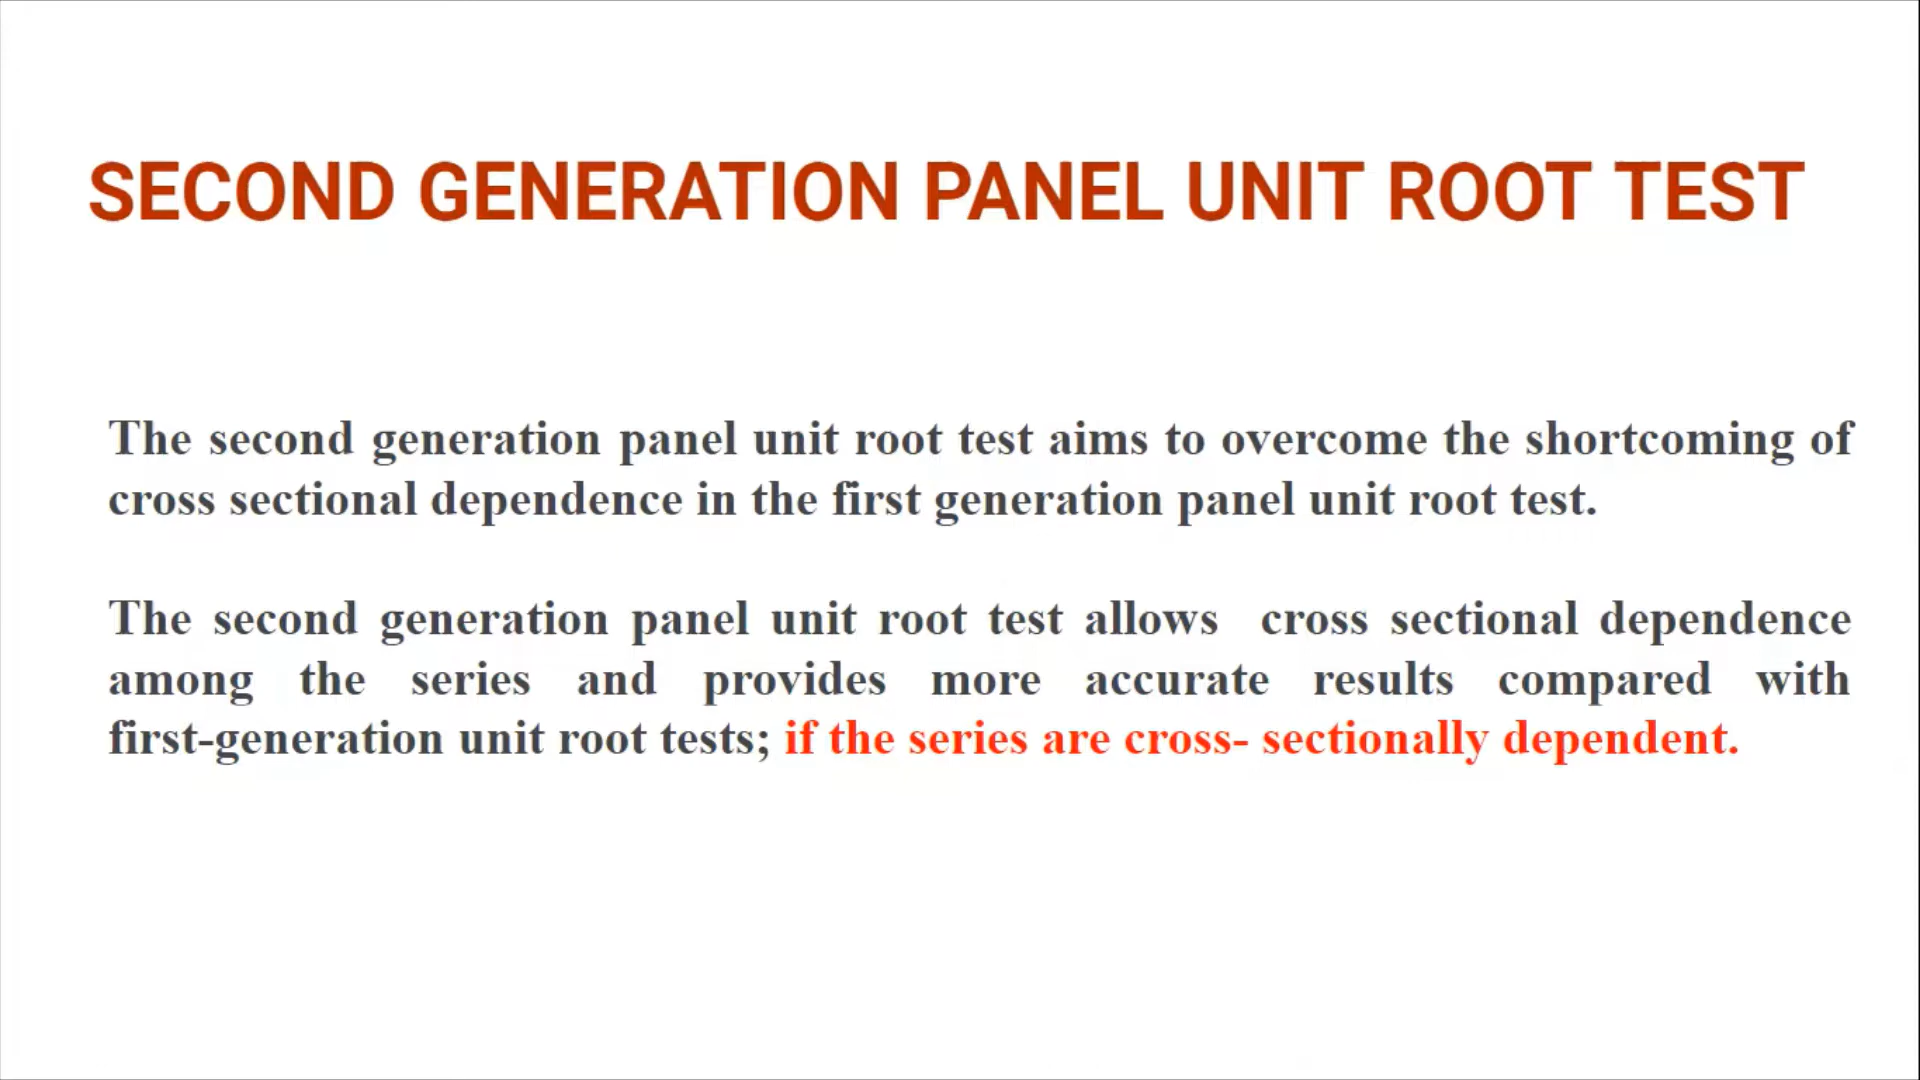 SECOND GENERATION PANEL UNIT ROOT TEST
The second generation panel unit root test aims to overcome the shortcoming of
cross sectional dependence in the first generation panel unit root test.
The second generation panel unit root test allows cross sectional dependence
among the series and provides more accurate results compared with
first-generation unit root tests; if the series are cross- sectionally dependent.